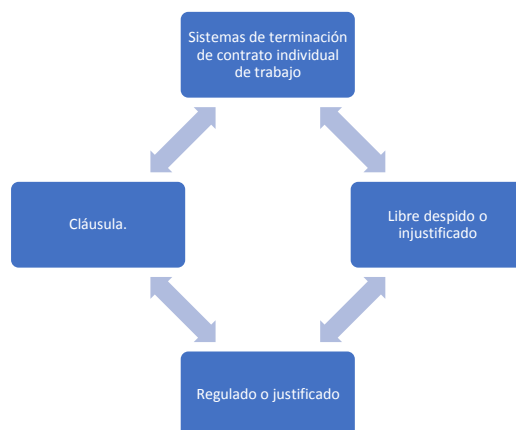 Sistemas de terminación
de contrato individual
de trabajo
Cláusula.
Libre despido o
injustificado
Regulado o justificado